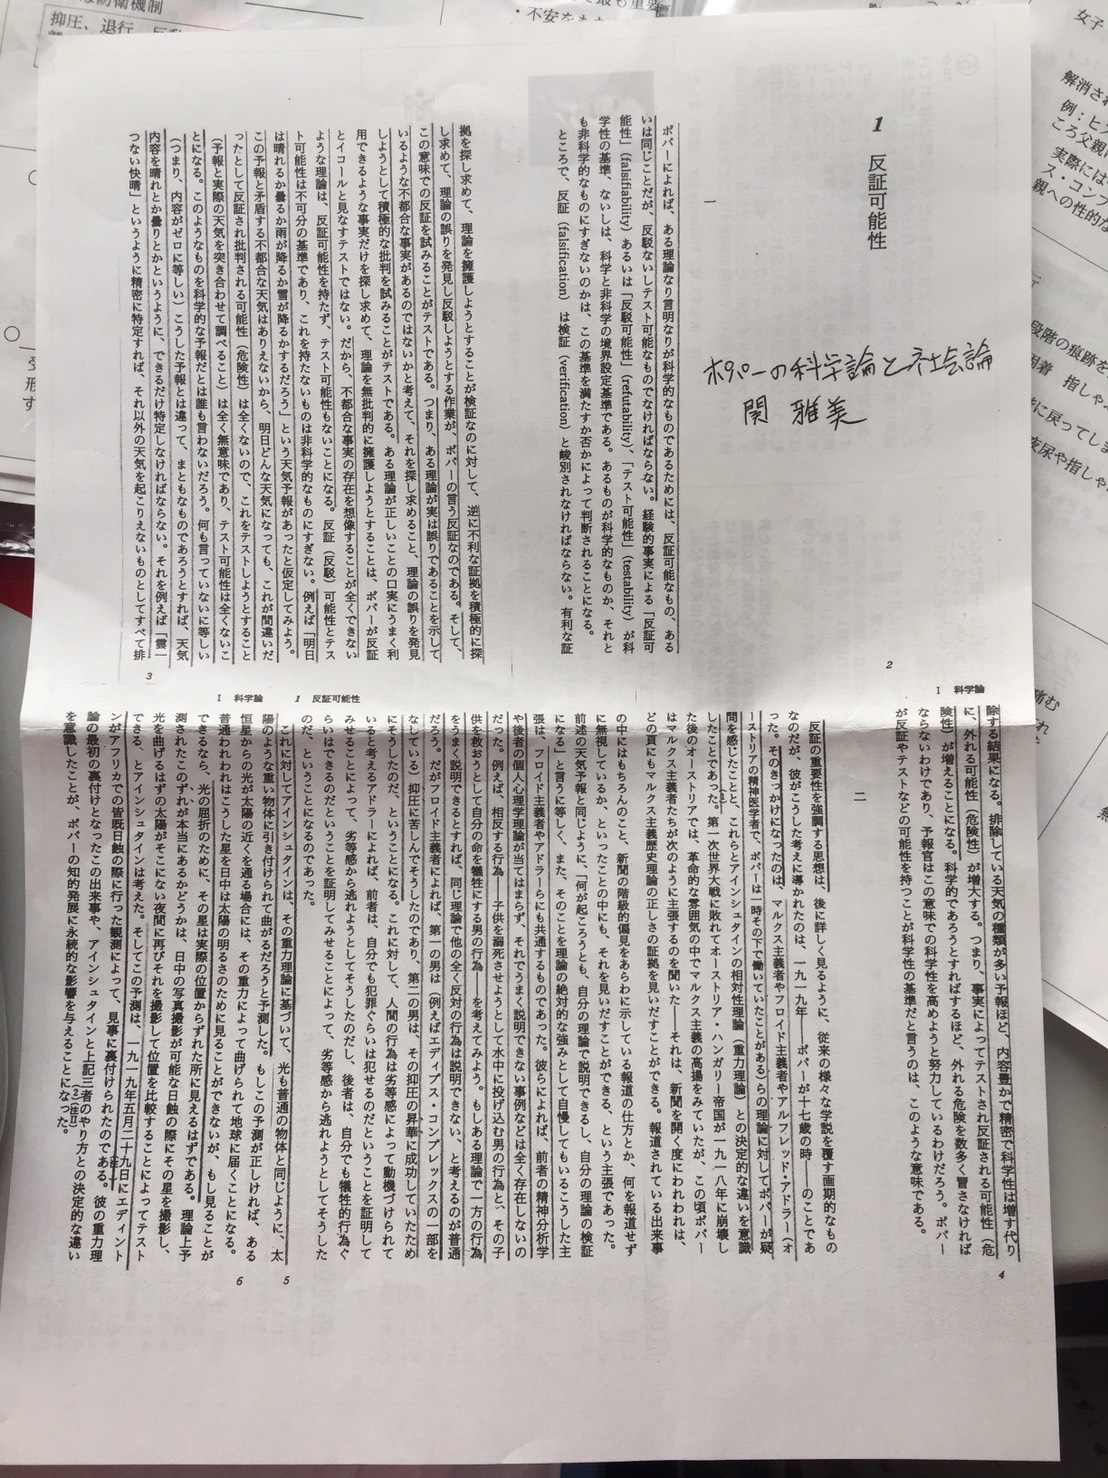 1 反証可能性
ポパーの科学論と社会論
関 雅美
一
ポパーによれば、ある理論なり言明なりが科学的なものであるためには、反証可能なもの、ある
いは同じことだが、反駁ないしテスト可能なものでなければならない。経験的事実による「反証可
能性」(falsifiability)あるいは「反駁可能性」(refutability)、「テスト可能性」(testability)が科
学性の基準、ないしは、科学と非科学の境界設定基準である。あるものが科学的なものか、それと
も非科学的なものにすぎないのかは、この基準を満たすか否かによって判断されることになる。
ところで、反証(falsification)は検証(verification)と峻別されなければならない。有利な証
2
拠を探し求めて、理論を擁護しようとすることが検証なのに対して、逆に不利な証拠を積極的に探
し求めて、理論の誤りを発見し反駁しようとする作業が、ポパーの言う反証なのである。そして、
この意味での反証を試みることがテストである。つまり、ある理論が実は誤りであることを示して
いるような不都合な事実があるのではないかと考えて、それを探し求めること、理論の誤りを発見
しようとして積極的な批判を試みることがテストである。ある理論が正しいことの口実にうまく利
用できるような事実だけを探し求めて、理論を無批判的に擁護しようとすることは、ポパーが反証
とイコールと見なすテストではない。だから、不都合な事実の存在を想像することが全くできない
ような理論は、反証可能性を持たず、テスト可能性もないことになる。反証(反駁)可能性とテス
ト可能性は不可分の基準であり、これを持たないものは非科学的なものにすぎない。例えば「明日
は晴れるか曇るか雨が降るか雪が降るかするだろう」という天気予報があったと仮定してみよう。
この予報と矛盾する不都合な天気はありえないから、明日どんな天気になっても、これが間違いだ
ったとして反証され批判される可能性(危険性)は全くないので、これをテストしようとすること
(予報と実際の天気を突き合わせて調べること)は全く無意味であり、テスト可能性は全くないこ
とになる。このようなものを科学的な予報だとは誰も言わないだろう。何も言っていないに等しい
(つまり、内容がゼロに等しい)こうした予報とは違って、まともなものであろうとすれば、天気
内容を晴れとか曇りとかというように、できるだけ特定しなければならない。それを例えば「雲一
つない快晴」というように精密に特定すれば、それ以外の天気を起こりえないものとしてすべて排
3
I 科学論
除する結果になる。排除している天気の種類が多い予報ほど、内容豊かで精密で科学性は増す代り
に、外れる可能性(危険性)が増大する。つまり、事実によってテストされ反証される可能性(危
険性)が増えることになる。科学的であろうとすればするほど、外れる危険を数多く冒さなければ
ならないわけであり、予報官はこの意味での科学性を高めようと努力しているわけだろう。ポパー
が反証やテストなどの可能性を持つことが科学性の基準だと言うのは、このような意味である。
二
反証の重要性を強調する思想は、後に詳しく見るように、従来の様々な学説を覆す画期的なもの
なのだが、彼がこうした考えに導かれたのは、一九一九年――ポパーが十七歳の時――のことであ
った。そのきっかけになったのは、マルクス主義者やフロイド主義者やアルフレッド・アドラー(オ
ーストリアの精神医学者で、ポパーは一時その下で働いていたことがある)らの理論に対してポパーが疑
問を感じたことと、これらとアインシュタインの相対性理論(重力理論)との決定的な違いを意識
したことであった。第一次世界大戦に敗れてオーストリア・ハンガリー帝国が一九一八年に崩壊し
た後のオーストリアでは、革命的な雰囲気の中でマルクス主義の高揚をみていたが、この頃ポパー
はマルクス主義者たちが次のように主張するのを聞いた――それは、新聞を開く度にわれわれは、
どの頁にもマルクス主義歴史理論の正しさの証拠を見いだすことができる。報道されている出来事
4
I 科学論 1 反証可能性
の中にはもちろんのこと、新聞の階級的偏見をあらわに示している報道の仕方とか、何を報道せず
に無視しているか、といったことの中にも、それを見いだすことができる、という主張であった。
前述の天気予報と同じように、「何が起ころうとも、自分の理論で説明できるし、自分の理論の検証
になる」と言うに等しく、また、そのことを理論の絶対的な強みとして自慢してもいるこうした主
張は、フロイド主義者やアドラーらにも共通するものであった。彼らによれば、前者の精神分析学
や後者の個人心理学理論が当てはまらず、それでうまく説明できない事例などは全く存在しないの
だった。例えば、相反する行為――子供を溺死させようとして水中に投げ込む男の行為と、その子
供を救おうとして自分の命を犠牲にする男の行為――を考えてみよう。もしある理論で一方の行為
をうまく説明できるとすれば、同じ理論で他の全く反対の行為は説明できない、と考えるのが普通
だろう。だがフロイド主義者によれば、第一の男は(例えばエディプス・コンプレックスの一部を
なしている)抑圧に苦しんでそうしたのであり、第二の男は、その抑圧の昇華に成功していたため
にそうしたのだ、ということになる。これに対して、人間の行為は劣等感によって動機づけられて
いると考えるアドラーによれば、前者は、自分でも犯罪ぐらいは犯せるのだということを証明して
みせることによって、劣等感から逃れようとしてそうしたのだし、後者は、自分でも犠牲的行為ぐ
らいはできるのだということを証明してみせることによって、劣等感から逃れようとしてそうした
のだ、ということになるのであった。
5
これに対してアインシュタインは、その重力理論に基づいて、光も普通の物体と同じように、太
陽のような重い物体に引き付けられて曲がるだろうと予測した。もしこの予測が正しければ、ある
恒星からの光が太陽の近くを通る場合には、その重力によって曲げられて地球に届くことになる。
普通われわれはこうした星を日中は太陽の明るさのために見ることができないが、もし見ることが
できるなら、光の屈折のために、その星は実際の位置からずれた所に見えるはずである。理論上予
測されたこのずれが本当にあるかどうかは、日中の写真撮影が可能な日蝕の際にその星を撮影し、
光を曲げるはずの太陽がそこにない夜間に再びそれを撮影して位置を比較することによってテスト
できる、とアインシュタインは考えた。そしてこの予測は、一九一九年五月二十九日にエディント
ンがアフリカでの皆既日蝕の際に行った観測によって、見事に裏付けられたのである。彼の重力理
論の最初の裏付けとなったこの出来事や、アインシュタインと上記三者のやり方との決定的な違い
を意識したことが、ポパーの知的発展に永続的な影響を与えることになった。
6
抑圧、退行
・不安を
女子
解消され
例:ヒス
ころ父親
実際には
ス・コンプ
親への性的な
段階の痕跡を
固着 指しゃ
に戻ってしま
夜尿や指しゃ